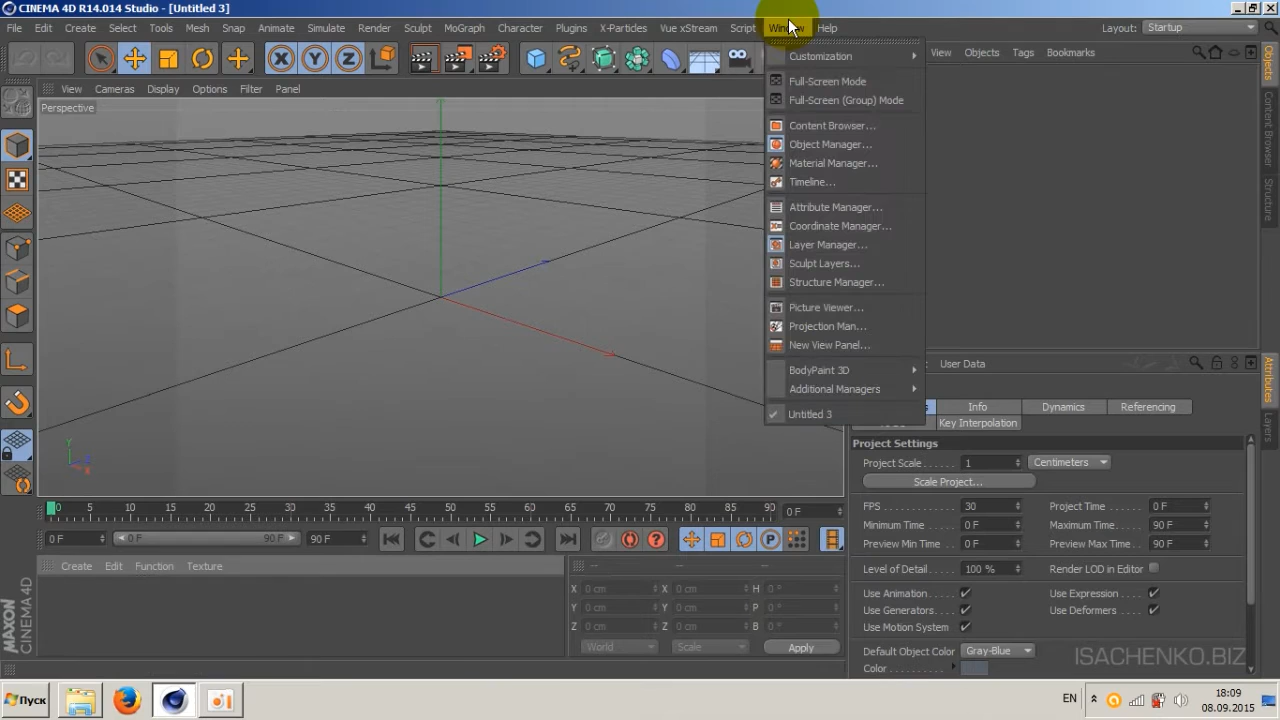 CINEMA 4D R14.014 Studio - [Untitled 3]
File Edit Create Select Tools Mesh Snap Animate Simulate Render Sculpt MoGraph Character Plugins X-Particles Vue xStream Script Window Help Layout: Startup
View Cameras Display Options Filter Panel
View Objects Tags Bookmarks
Perspective
Customization
Full-Screen Mode
Full-Screen (Group) Mode
Content Browser...
Object Manager...
Material Manager...
Timeline...
Attribute Manager...
Coordinate Manager...
Layer Manager...
Sculpt Layers...
Structure Manager...
Picture Viewer...
Projection Man...
New View Panel...
BodyPaint 3D
Additional Managers
Untitled 3
Objects
Content Browser
Structure
Attributes
Layers
User Data
Info Dynamics Referencing
Key Interpolation
Project Settings
Project Scale 1 Centimeters
Scale Project...
FPS 30 Project Time 0 F
Minimum Time 0 F Maximum Time 90 F
Preview Min Time 0 F Preview Max Time 90 F
Level of Detail 100 % Render LOD in Editor
Use Animation Use Expression
Use Generators Use Deformers
Use Motion System
Default Object Color Gray-Blue
Color
ISACHENKO.BIZ
Y
Z
X
0 5 10 15 20 25 30 35 40 45 50 55 60 65 70 75 80 85 90 0 F
0 F 0 F 90 F 90 F
Create Edit Function Texture
-- -- --
X 0 cm X 0 cm H 0 °
Y 0 cm Y 0 cm P 0 °
Z 0 cm Z 0 cm B 0 °
World Scale Apply
MAXON
CINEMA 4D
Пуск
EN
18:09
08.09.2015